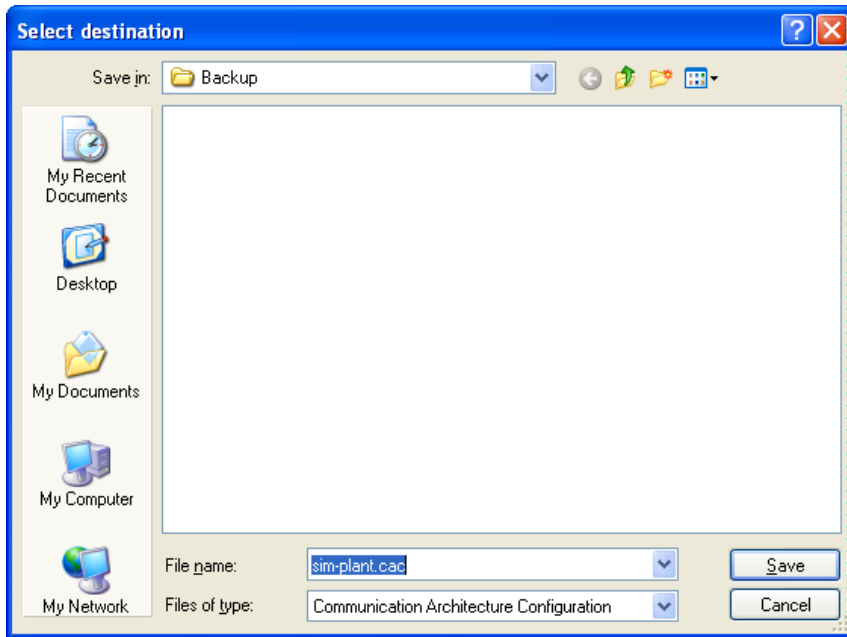 Select destination
Save in: Backup
My Recent
Documents
Desktop
My Documents
My Computer
My Network
File name: sim-plant.cac Save
Files of type: Communication Architecture Configuration Cancel